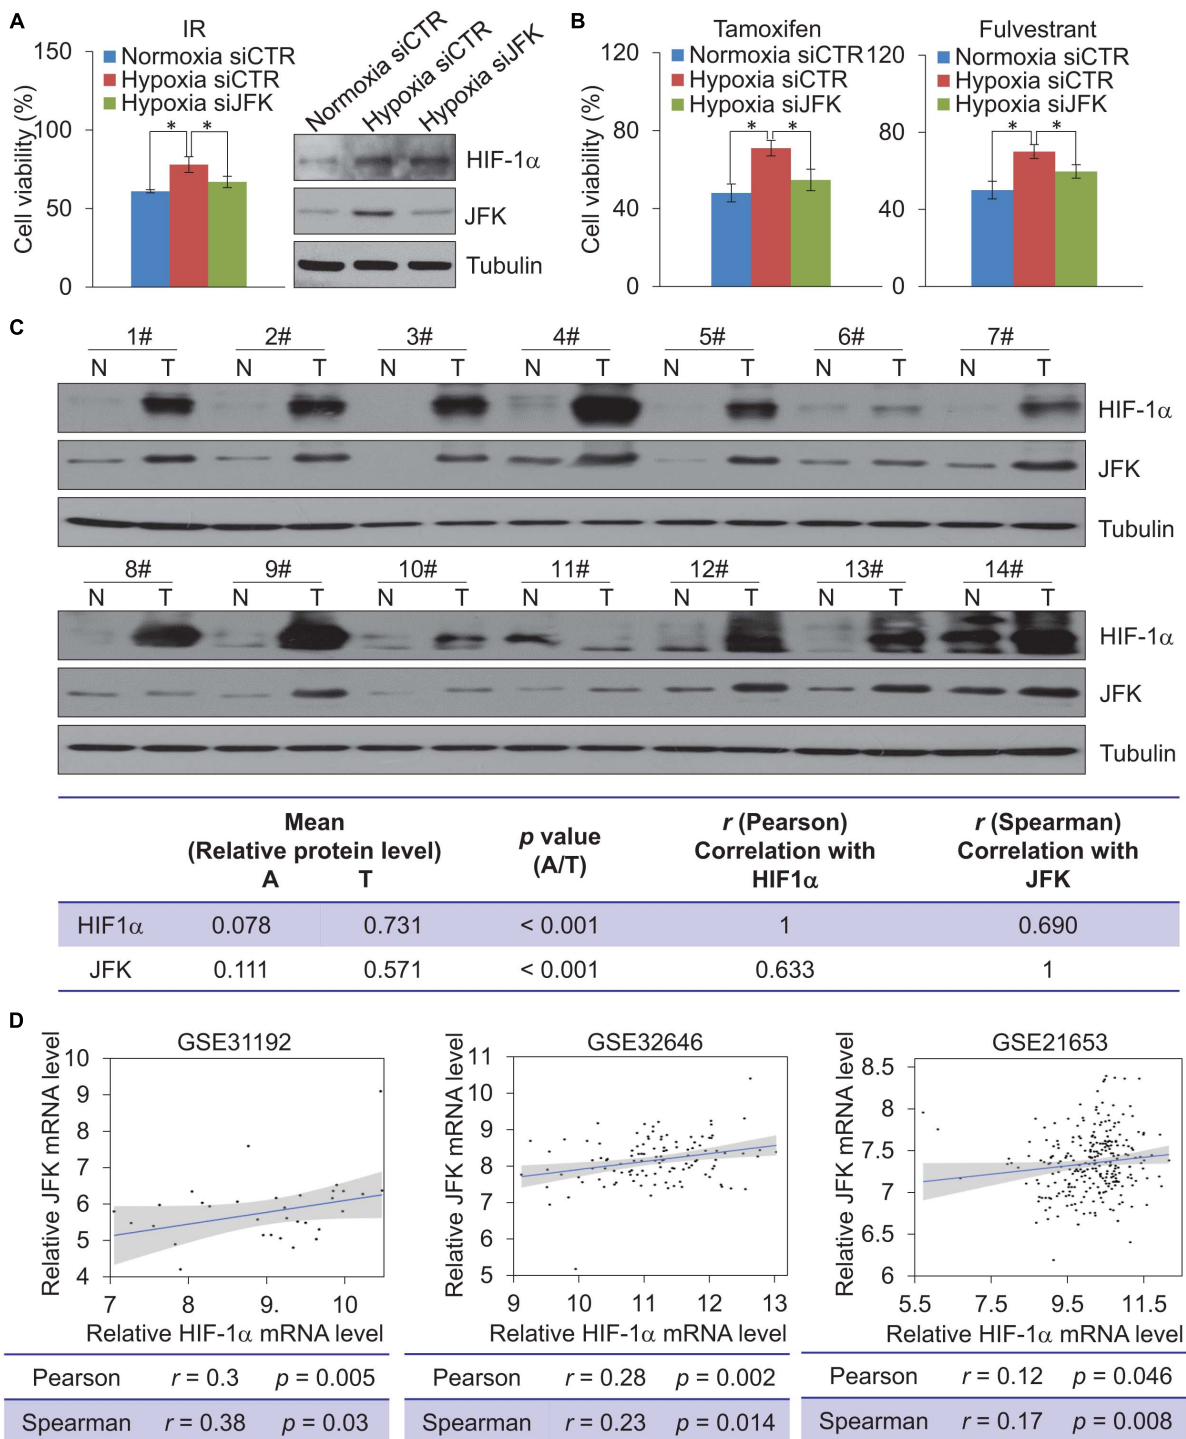 A
IR
150
100
50
0
Cell viability (%)
Normoxia siCTR
Hypoxia siCTR
Hypoxia siJFK
* *
Normoxia siCTR
Hypoxia siCTR
Hypoxia siJFK
HIF-1α
JFK
Tubulin
B
Tamoxifen
120
80
40
0
Cell viability (%)
Normoxia siCTR
Hypoxia siCTR
Hypoxia siJFK
* *
Fulvestrant
120
80
40
0
Normoxia siCTR
Hypoxia siCTR
Hypoxia siJFK
* *
C
1# 2# 3# 4# 5# 6# 7#
N T N T N T N T N T N T N T
HIF-1α
JFK
Tubulin
8# 9# 10# 11# 12# 13# 14#
N T N T N T N T N T N T N T
HIF-1α
JFK
Tubulin
Mean
(Relative protein level)
A T
p value
(A/T)
r (Pearson)
Correlation with
HIF1α
r (Spearman)
Correlation with
JFK
HIF1α 0.078 0.731 < 0.001 1 0.690
JFK 0.111 0.571 < 0.001 0.633 1
D
GSE31192
Relative JFK mRNA level
10
9
8
7
6
5
4
7 8 9. 10
Relative HIF-1α mRNA level
Pearson r = 0.3 p = 0.005
Spearman r = 0.38 p = 0.03
GSE32646
Relative JFK mRNA level
11
10
9
8
7
6
5
9 10 11 12 13
Relative HIF-1α mRNA level
Pearson r = 0.28 p = 0.002
Spearman r = 0.23 p = 0.014
GSE21653
Relative JFK mRNA level
8.5
8
7.5
7
6.5
6
5.5 7.5 9.5 11.5
Relative HIF-1α mRNA level
Pearson r = 0.12 p = 0.046
Spearman r = 0.17 p = 0.008